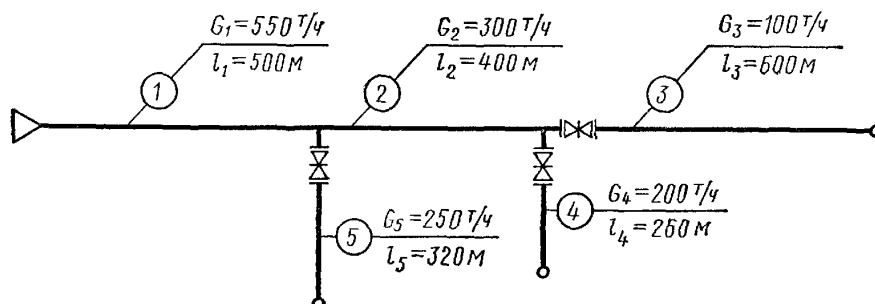 G₁=550 т/ч
l₁=500 м
1
G₂=300 т/ч
l₂=400 м
2
G₃=100 т/ч
l₃=600 м
3
G₅=250 т/ч
l₅=320 м
5
G₄=200 т/ч
l₄=260 м
4